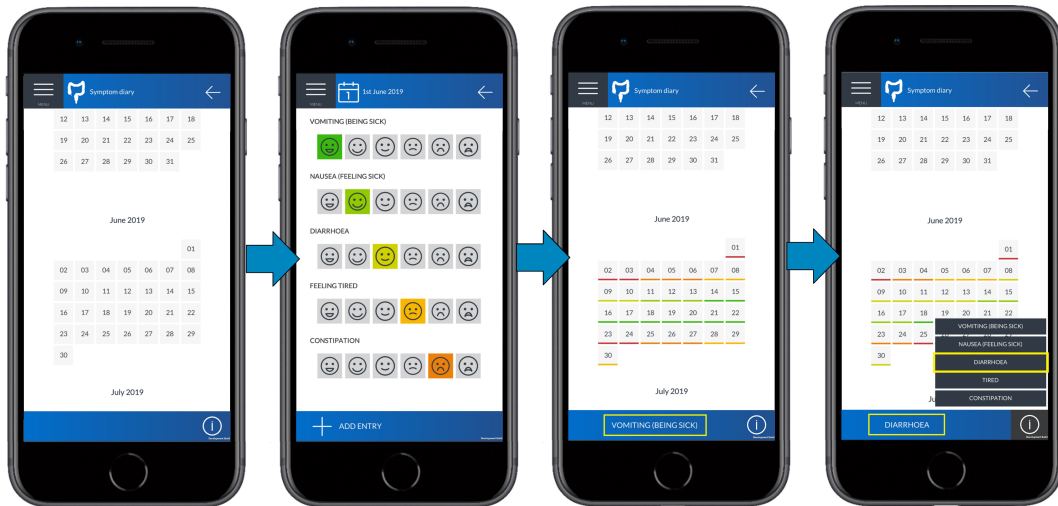 MENU
Symptom diary
12 13 14 15 16 17 18
19 20 21 22 23 24 25
26 27 28 29 30 31
June 2019
01
02 03 04 05 06 07 08
09 10 11 12 13 14 15
16 17 18 19 20 21 22
23 24 25 26 27 28 29
30
July 2019
MENU
1
1st June 2019
VOMITING (BEING SICK)
NAUSEA (FEELING SICK)
DIARRHOEA
FEELING TIRED
CONSTIPATION
ADD ENTRY
Development Build
MENU
Symptom diary
12 13 14 15 16 17 18
19 20 21 22 23 24 25
26 27 28 29 30 31
June 2019
01
02 03 04 05 06 07 08
09 10 11 12 13 14 15
16 17 18 19 20 21 22
23 24 25 26 27 28 29
30
July 2019
VOMITING (BEING SICK)
MENU
Symptom diary
12 13 14 15 16 17 18
19 20 21 22 23 24 25
26 27 28 29 30 31
June 2019
01
02 03 04 05 06 07 08
09 10 11 12 13 14 15
16 17 18 19 20 21 22
23 24 25
30
VOMITING (BEING SICK)
NAUSEA (FEELING SICK)
DIARRHOEA
TIRED
CONSTIPATION
DIARRHOEA